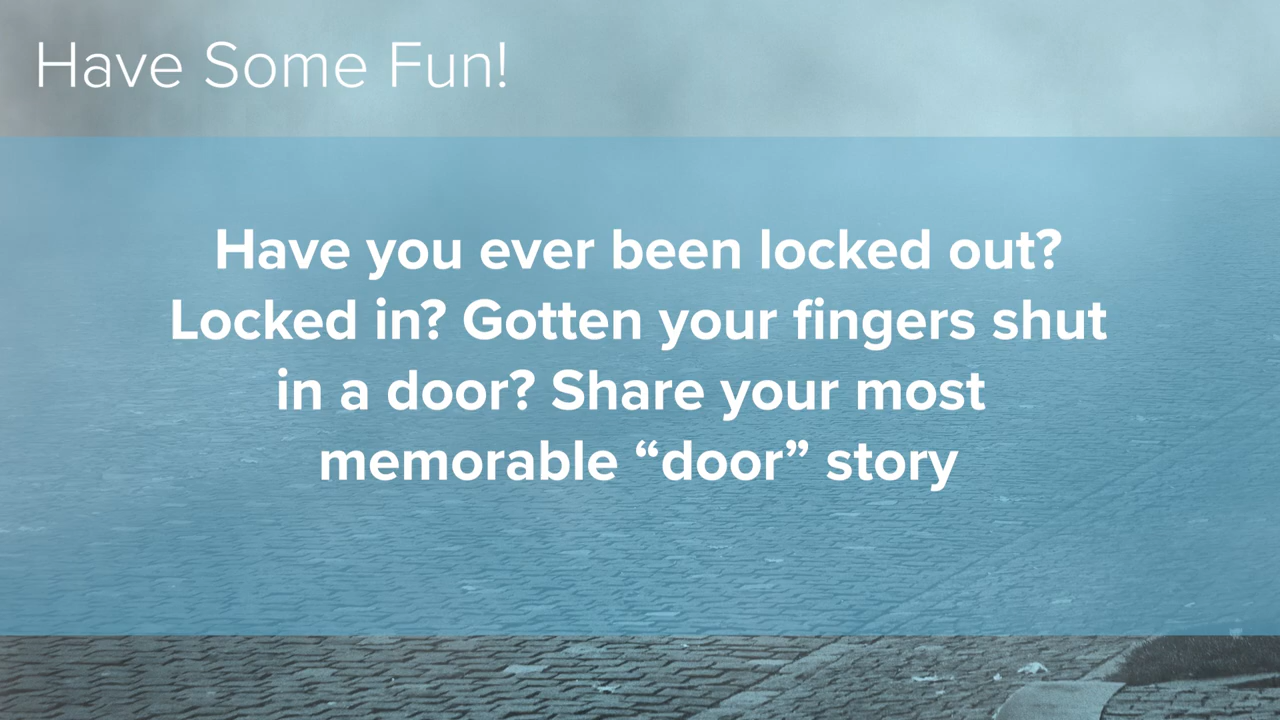 Have Some Fun!
Have you ever been locked out?
Locked in? Gotten your fingers shut
in a door? Share your most
memorable “door” story